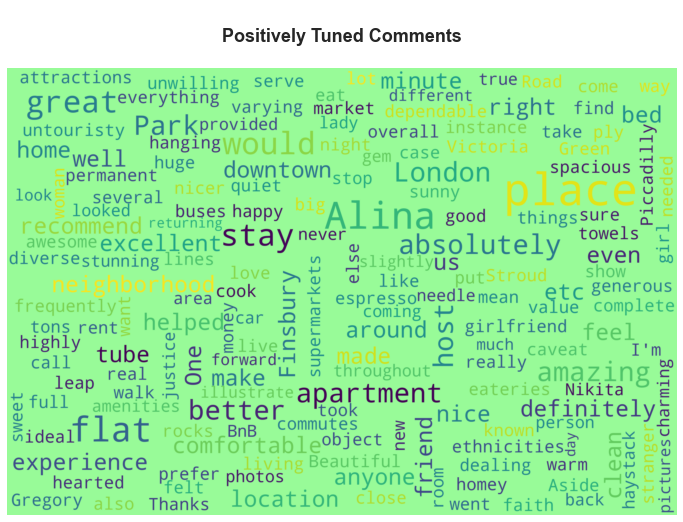 Positively Tuned Comments
attractions unwilling serve lot minute true Road come way
great everything varying eat market different dependable right find bed
untouristy Park provided lady overall instance take ply
home well hanging would night gem case Victoria Green
permanent huge downtown stop London spacious Piccadilly needed
look woman several nicer quiet big sunny place
looked buses happy Alina good things sure
recommend returning stay never towels girl
awesome excellent absolutely even
diverse stunning lines love else slightly us show
neighborhood cook like put Stroud etc generous
frequently want area Finsbury supermarkets espresso needle mean value complete
tons rent helped money car coming around host girlfriend feel
highly tube justice One live made much caveat I'm
call real forward throughout really amazing
leap walk make illustrate apartment eateries Nikita
sweet full amenities better took nice definitely pictures charming
ideal flat rocks BnB commutes new friend known person
comfortable object ethnicities day clean haystack stranger
experience living Beautiful anyone room dealing warm
hearted prefer photos homey Aside
Gregory also felt Thanks location close went faith back